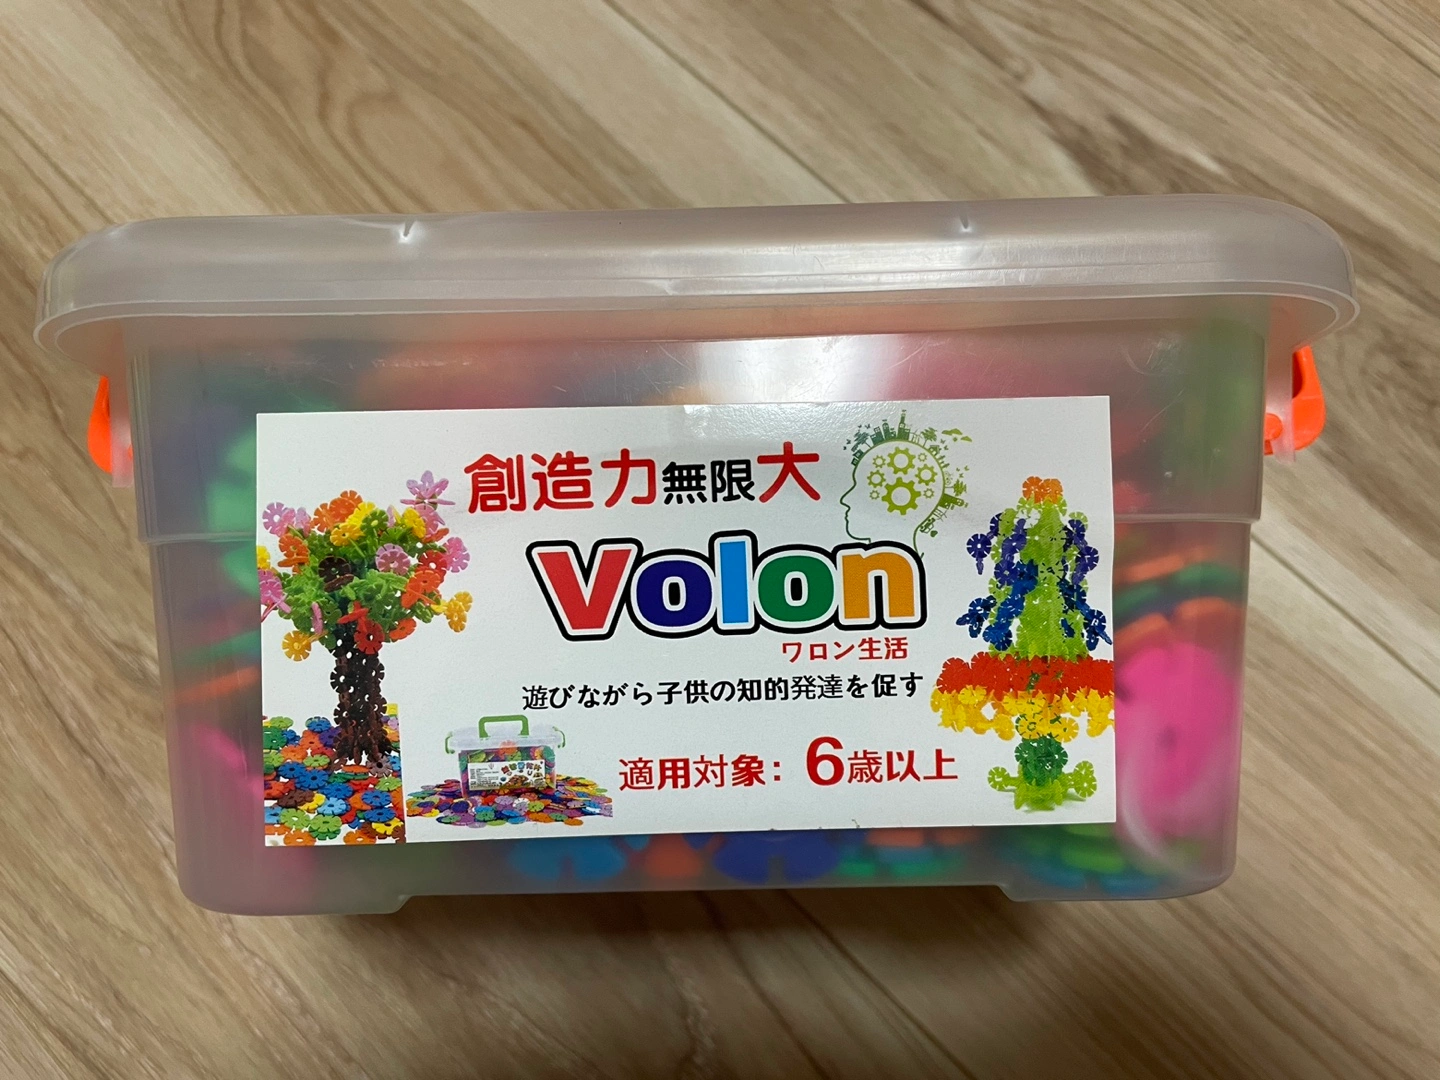 創造力無限大
Volon
ワロン生活
遊びながら子供の知的発達を促す
適用対象：6歳以上